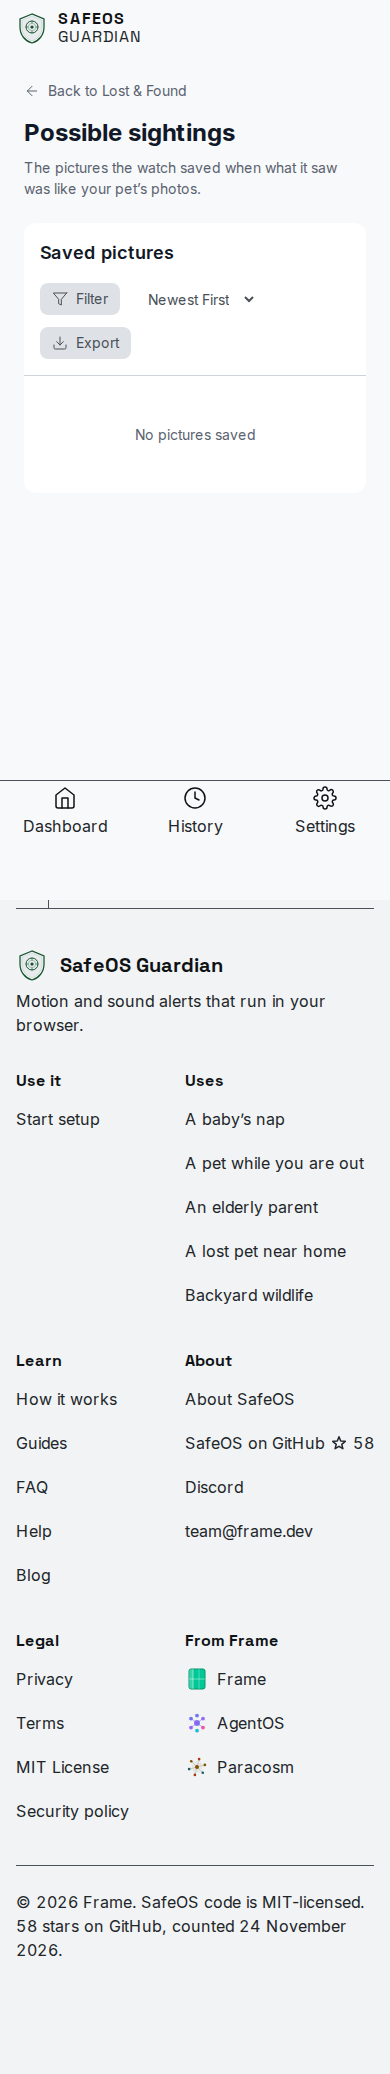 SAFEOS
GUARDIAN
Back to Lost & Found
Possible sightings
The pictures the watch saved when what it saw
was like your pet’s photos.
Saved pictures
Filter
Newest First
Export
No pictures saved
Dashboard
History
Settings
SafeOS Guardian
Motion and sound alerts that run in your
browser.
Use it
Start setup
Uses
A baby’s nap
A pet while you are out
An elderly parent
A lost pet near home
Backyard wildlife
Learn
How it works
Guides
FAQ
Help
Blog
About
About SafeOS
SafeOS on GitHub ☆ 58
Discord
team@frame.dev
Legal
Privacy
Terms
MIT License
Security policy
From Frame
Frame
AgentOS
Paracosm
© 2026 Frame. SafeOS code is MIT-licensed.
58 stars on GitHub, counted 24 November
2026.